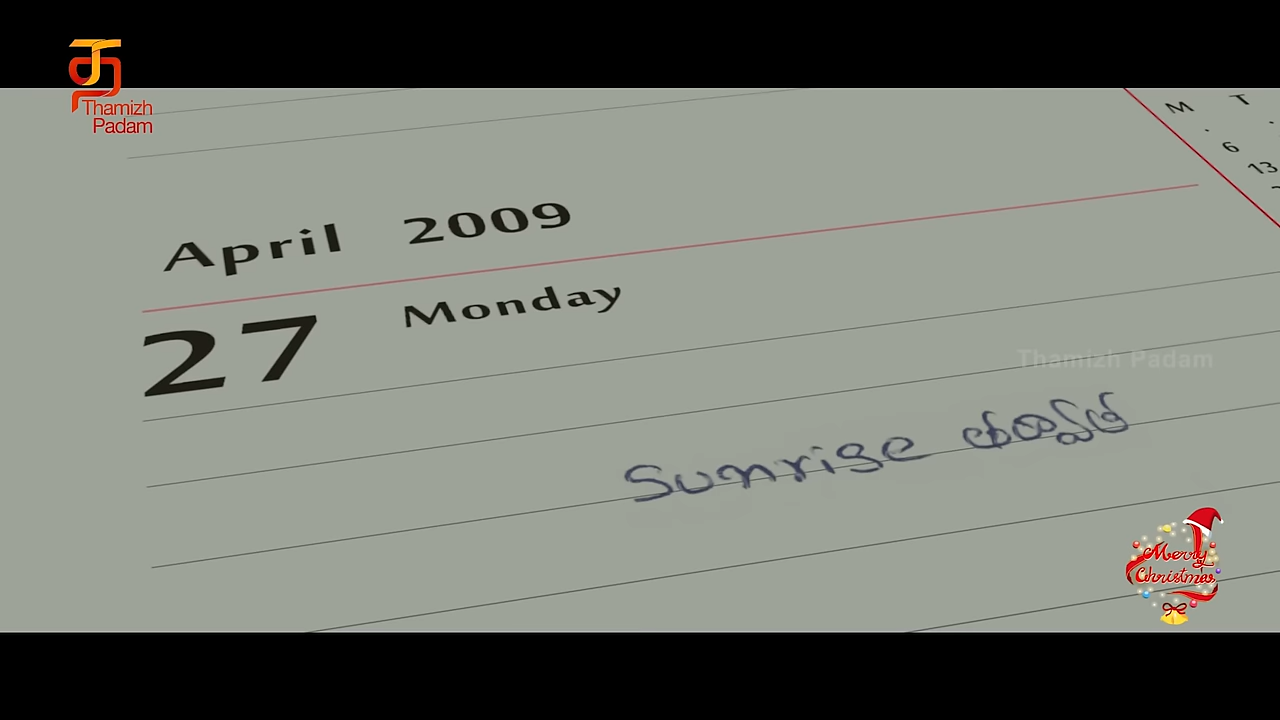 Thamizh
Padam
M T
6
13
April 2009
27 Monday
Thamizh Padam
Sunrise
Merry
Christmas